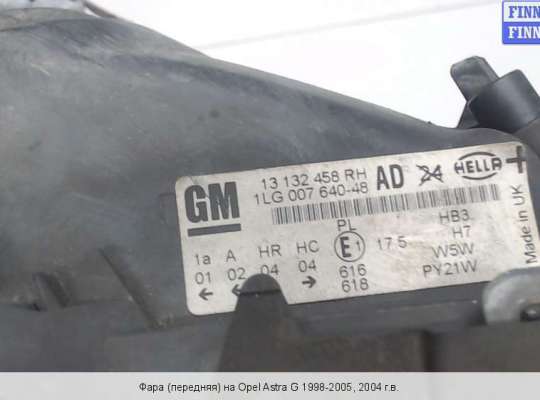 FINN
FINN
GM
13 132 458 RH AD 24 HELLA
1LG 007 640-48
PL HB3
1a A HR HC E1 17.5 H7
01 02 04 04 616 W5W
618 PY21W
Made in UK
Фара (передняя) на Opel Astra G 1998-2005, 2004 г.в.